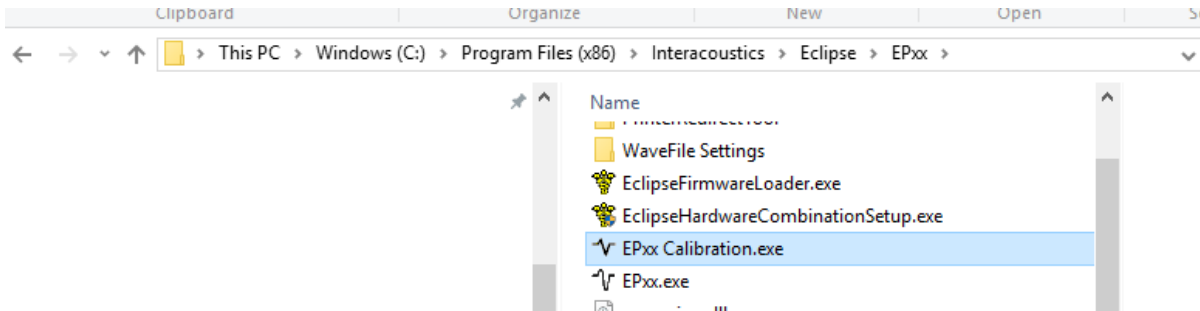 Clipboard Organize New Open
This PC > Windows (C:) > Program Files (x86) > Interacoustics > Eclipse > EPxx >
Name
WaveFile Settings
EclipseFirmwareLoader.exe
EclipseHardwareCombinationSetup.exe
EPxx Calibration.exe
EPxx.exe